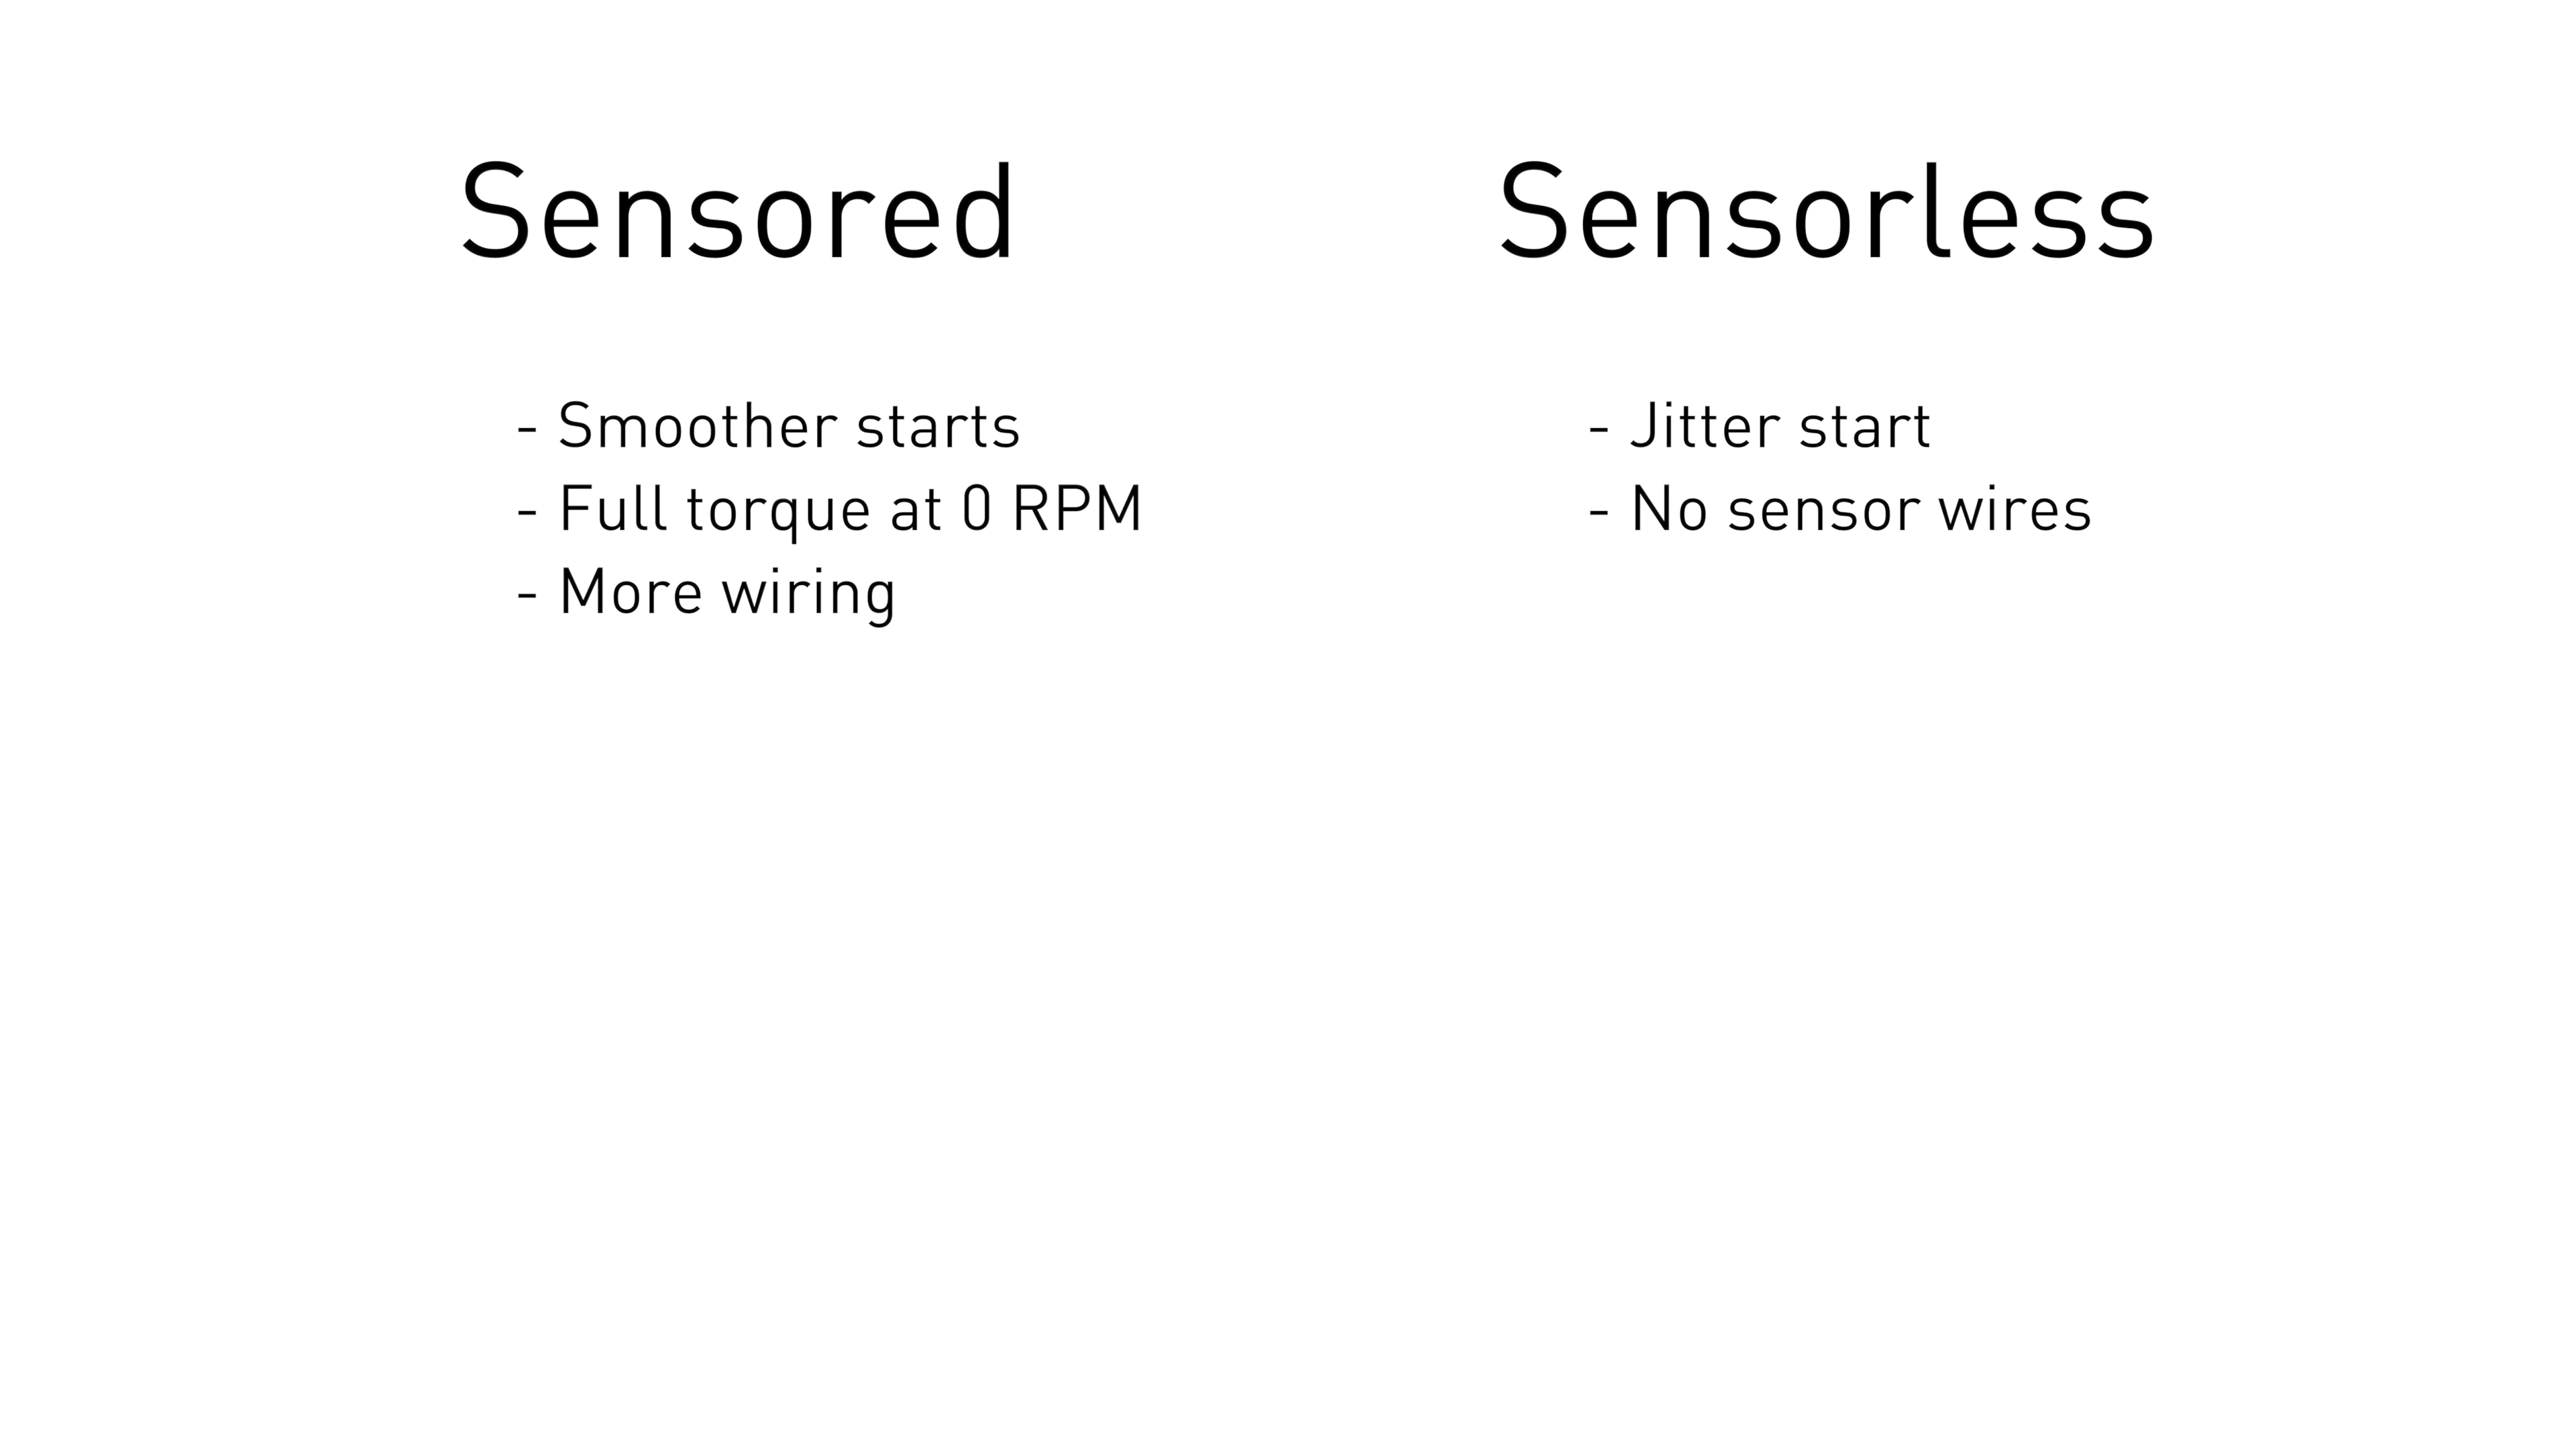 Sensored
- Smoother starts
- Full torque at 0 RPM
- More wiring
Sensorless
- Jitter start
- No sensor wires